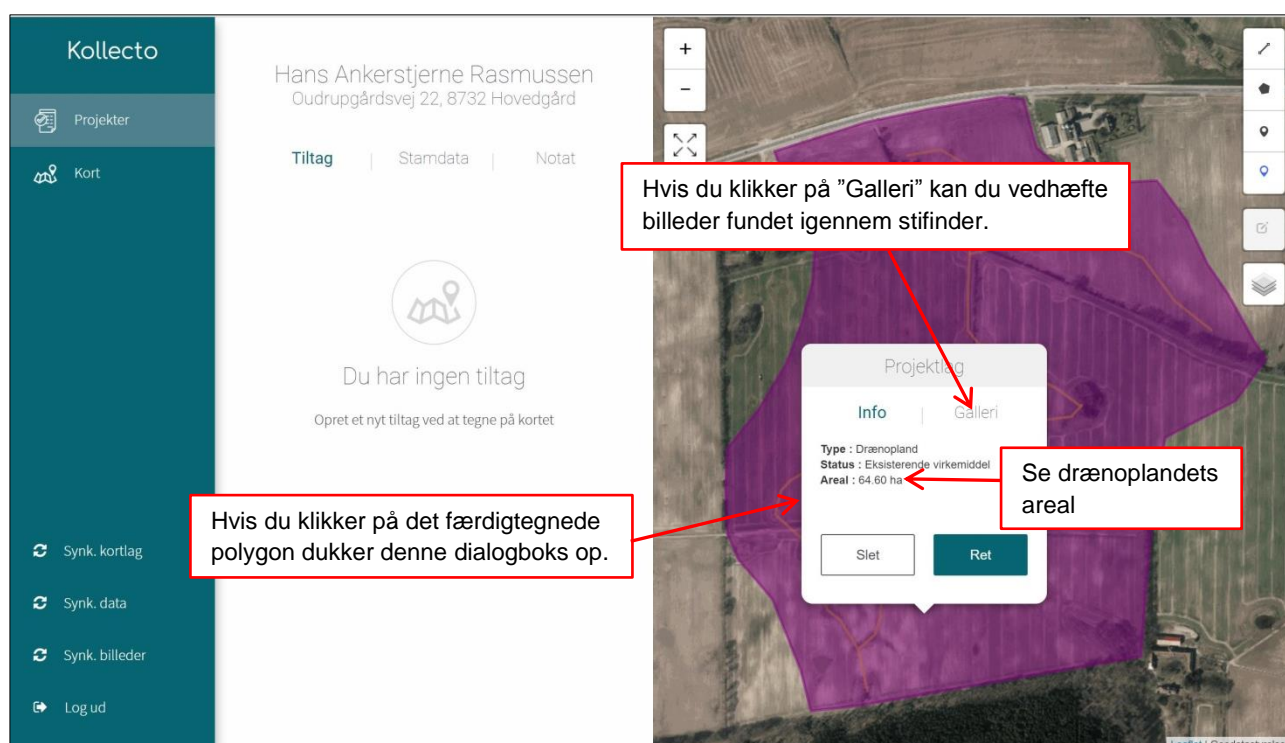 Kollecto
Projekter
Kort
Synk. kortlag
Synk. data
Synk. billeder
Log ud
Hans Ankerstjerne Rasmussen
Oudrupgårdsvej 22, 8732 Hovedgård
Tiltag | Stamdata | Notat
Du har ingen tiltag
Opret et nyt tiltag ved at tegne på kortet
Hvis du klikker på det færdigtegnede
polygon dukker denne dialogboks op.
+
-
Hvis du klikker på ”Galleri” kan du vedhæfte
billeder fundet igennem stifinder.
Projektlag
Info | Galleri
Type : Drænopland
Status : Eksisterende virkemiddel
Areal : 64.60 ha
Se drænoplandets
areal
Slet Ret